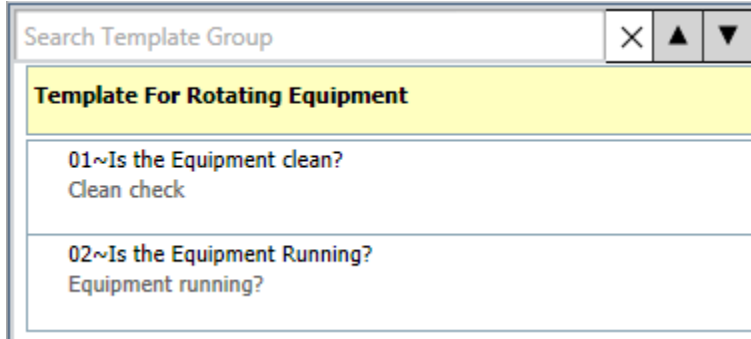 Search Template Group
Template For Rotating Equipment
01~Is the Equipment clean?
Clean check
02~Is the Equipment Running?
Equipment running?